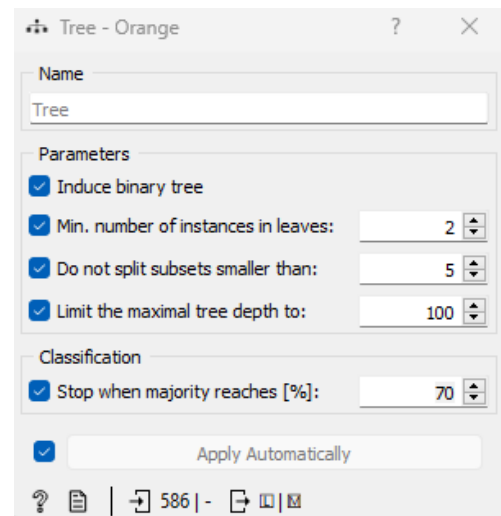 Tree - Orange ? ×
Name
Tree
Parameters
Induce binary tree
Min. number of instances in leaves: 2
Do not split subsets smaller than: 5
Limit the maximal tree depth to: 100
Classification
Stop when majority reaches [%]: 70
Apply Automatically
? 586 | - L | M